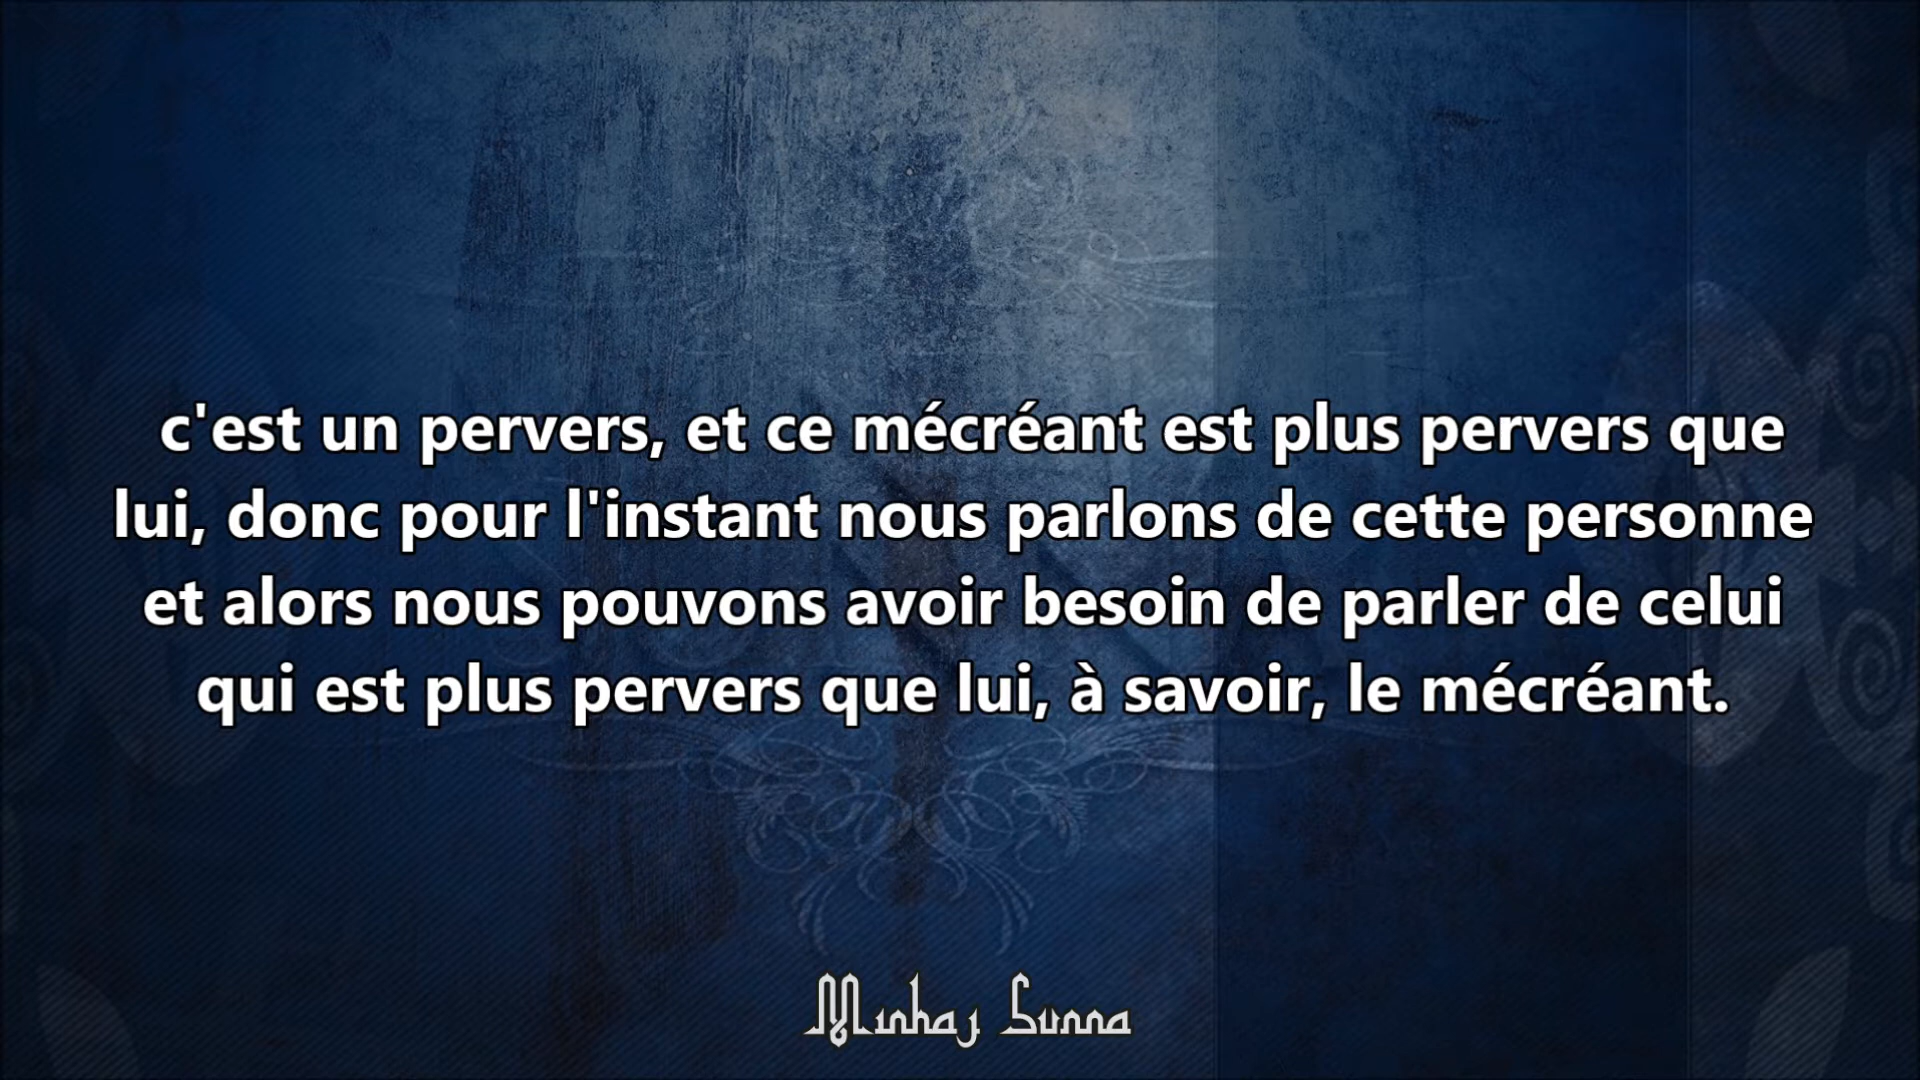 c'est un pervers, et ce mécréant est plus pervers que
lui, donc pour l'instant nous parlons de cette personne
et alors nous pouvons avoir besoin de parler de celui
qui est plus pervers que lui, à savoir, le mécréant.
Minhaj Sunna